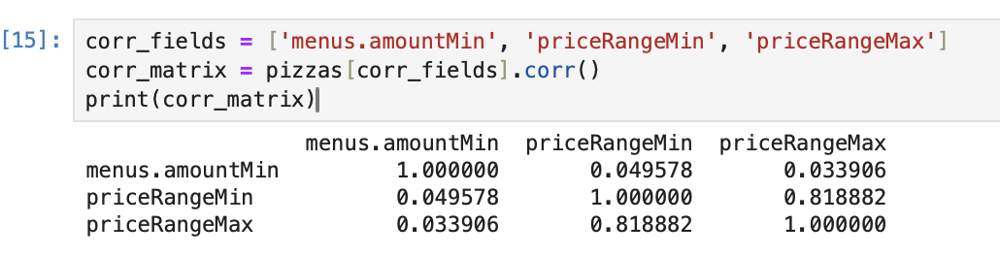 [15]: corr_fields = ['menus.amountMin', 'priceRangeMin', 'priceRangeMax']
corr_matrix = pizzas[corr_fields].corr()
print(corr_matrix)
menus.amountMin priceRangeMin priceRangeMax
menus.amountMin 1.000000 0.049578 0.033906
priceRangeMin 0.049578 1.000000 0.818882
priceRangeMax 0.033906 0.818882 1.000000